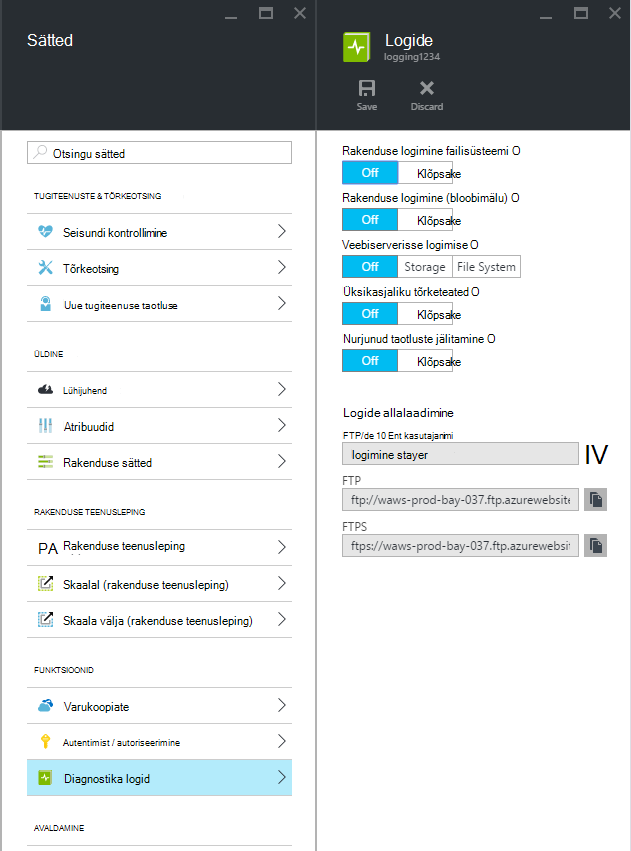 Sätted
Otsingu sätted
TUGITEENUSTE & TÕRKEOTSING
Seisundi kontrollimine
Tõrkeotsing
Uue tugiteenuse taotluse
ÜLDINE
Lühijuhend
Atribuudid
Rakenduse sätted
RAKENDUSE TEENUSLEPING
PA Rakenduse teenusleping
Skaalal (rakenduse teenusleping)
Skaala välja (rakenduse teenusleping)
FUNKTSIOONID
Varukoopiate
Autentimist / autoriseerimine
Diagnostika logid
AVALDAMINE
Logide
logging1234
Save Discard
Rakenduse logimine failisüsteemi O
Off Klõpsake
Rakenduse logimine (bloobimälu) O
Off Klõpsake
Veebiserverisse logimise O
Off Storage File System
Üksikasjaliku tõrketeated O
Off Klõpsake
Nurjunud taotluste jälitamine O
Off Klõpsake
Logide allalaadimine
FTP/de 10 Ent kasutajanimi
logimine stayer IV
FTP
ftp://waws-prod-bay-037.ftp.azurewebsite
FTPS
ftps://waws-prod-bay-037.ftp.azurewebsi